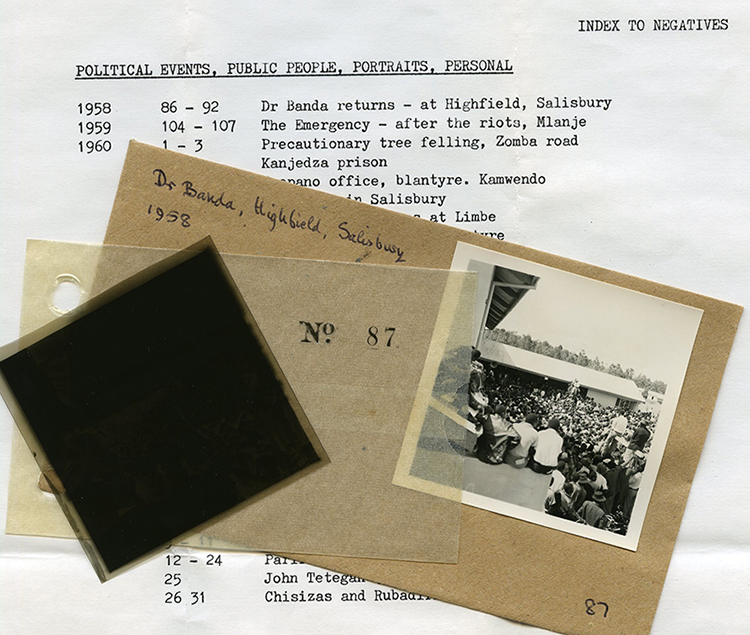 INDEX TO NEGATIVES
POLITICAL EVENTS, PUBLIC PEOPLE, PORTRAITS, PERSONAL
1958 86 - 92 Dr Banda returns - at Highfield, Salisbury
1959 104 - 107 The Emergency - after the riots, Mlanje
1960 1 - 3 Precautionary tree felling, Zomba road
Kanjedza prison
office, blantyre. Kamwendo
in Salisbury
at Limbe
Dr Banda, Highfield, Salisbury
1958
No 87
12 - 24
25 John
26 31 Chisizas and
87